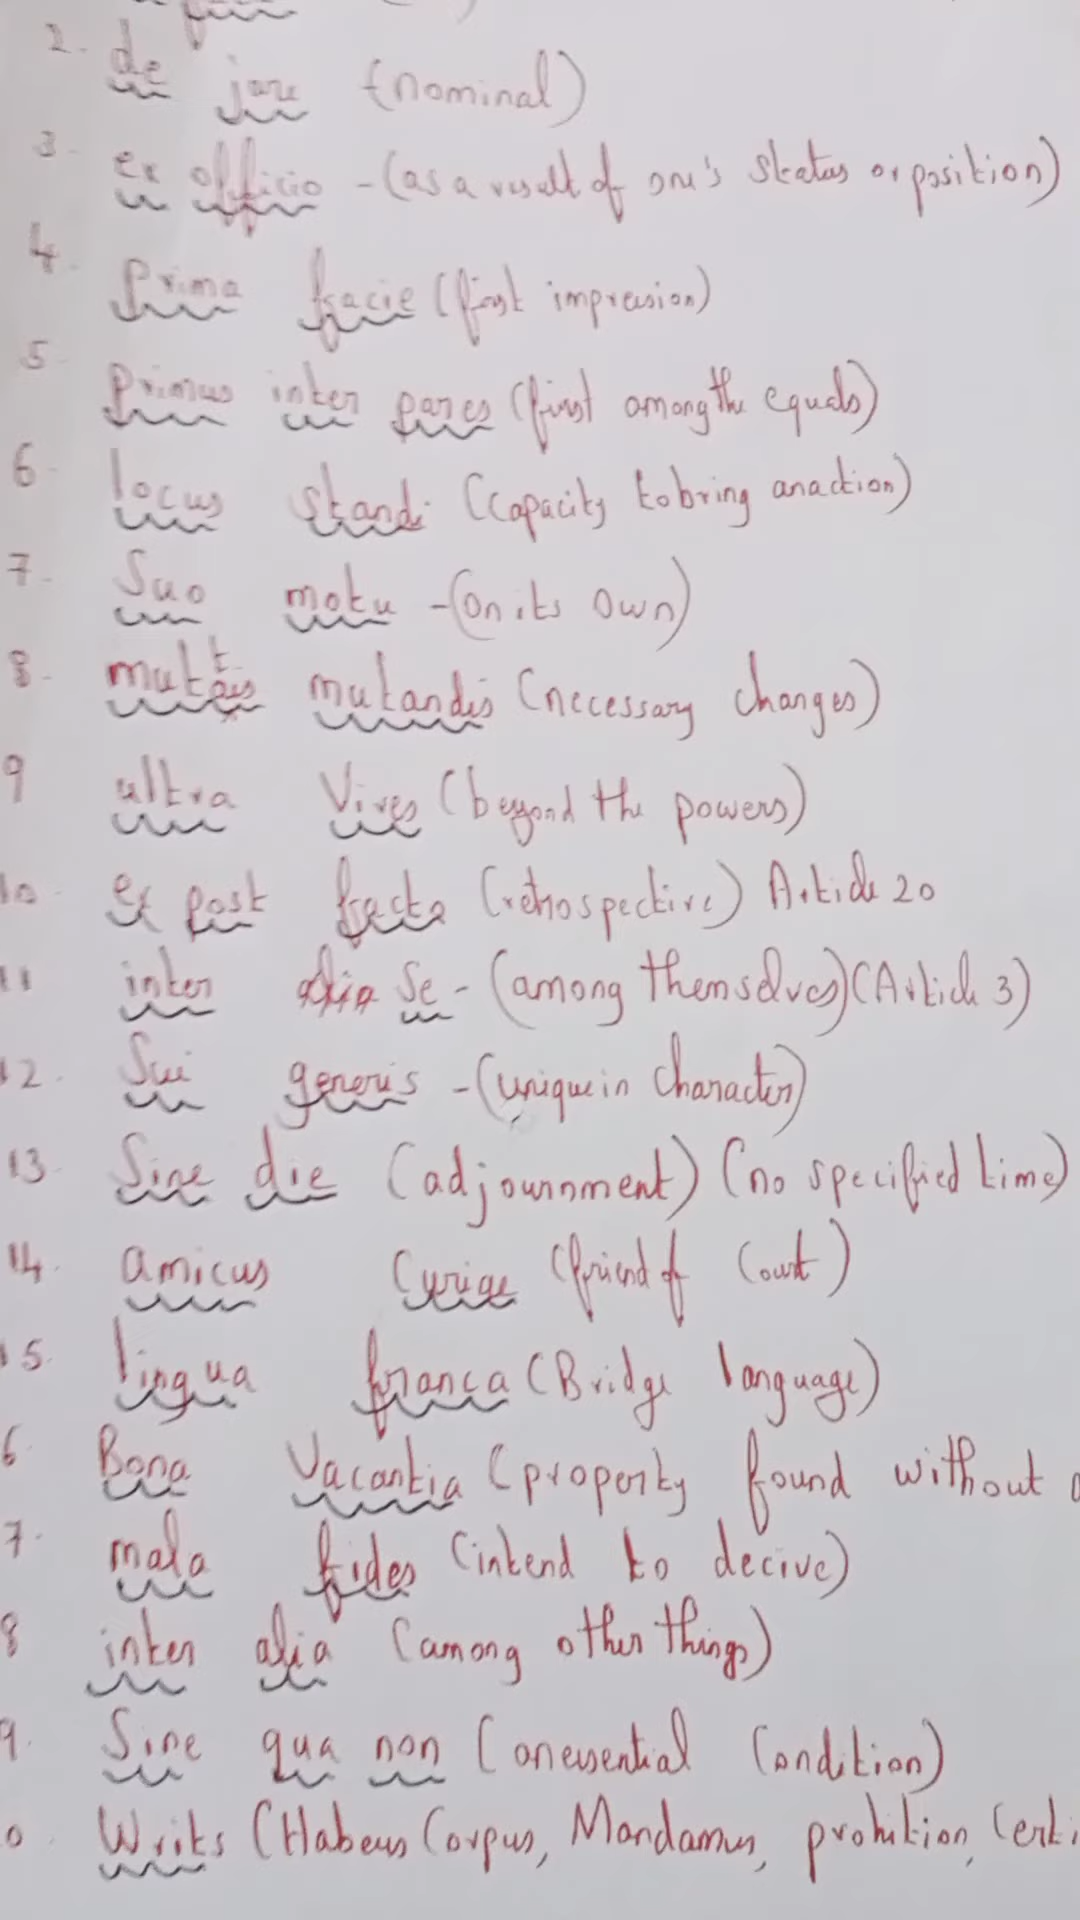 2. de jure (nominal)
3. ex officio - (as a result of one's status or position)
4. Prima facie (first impression)
5. Primus inter pares (first among the equals)
6. locus standi (capacity to bring an action)
7. Suo motu - (on its own)
8. mutatis mutandis (necessary changes)
9 ultra Vires (beyond the powers)
10. ex post facto (retrospective) Article 20
11 inter se - (among themselves) (Article 3)
12. Sui generis - (unique in character)
13. Sine die (adjournment) (no specified time)
14. amicus Curiae (friend of Court)
15. lingua franca (Bridge language)
6. Bona Vacantia (property found without
7. mala fides (intend to decive)
8 inter alia (among other things)
9. Sine qua non (an essential Condition)
0. Writs (Habeus Corpus, Mandamus, prohibition, Certi